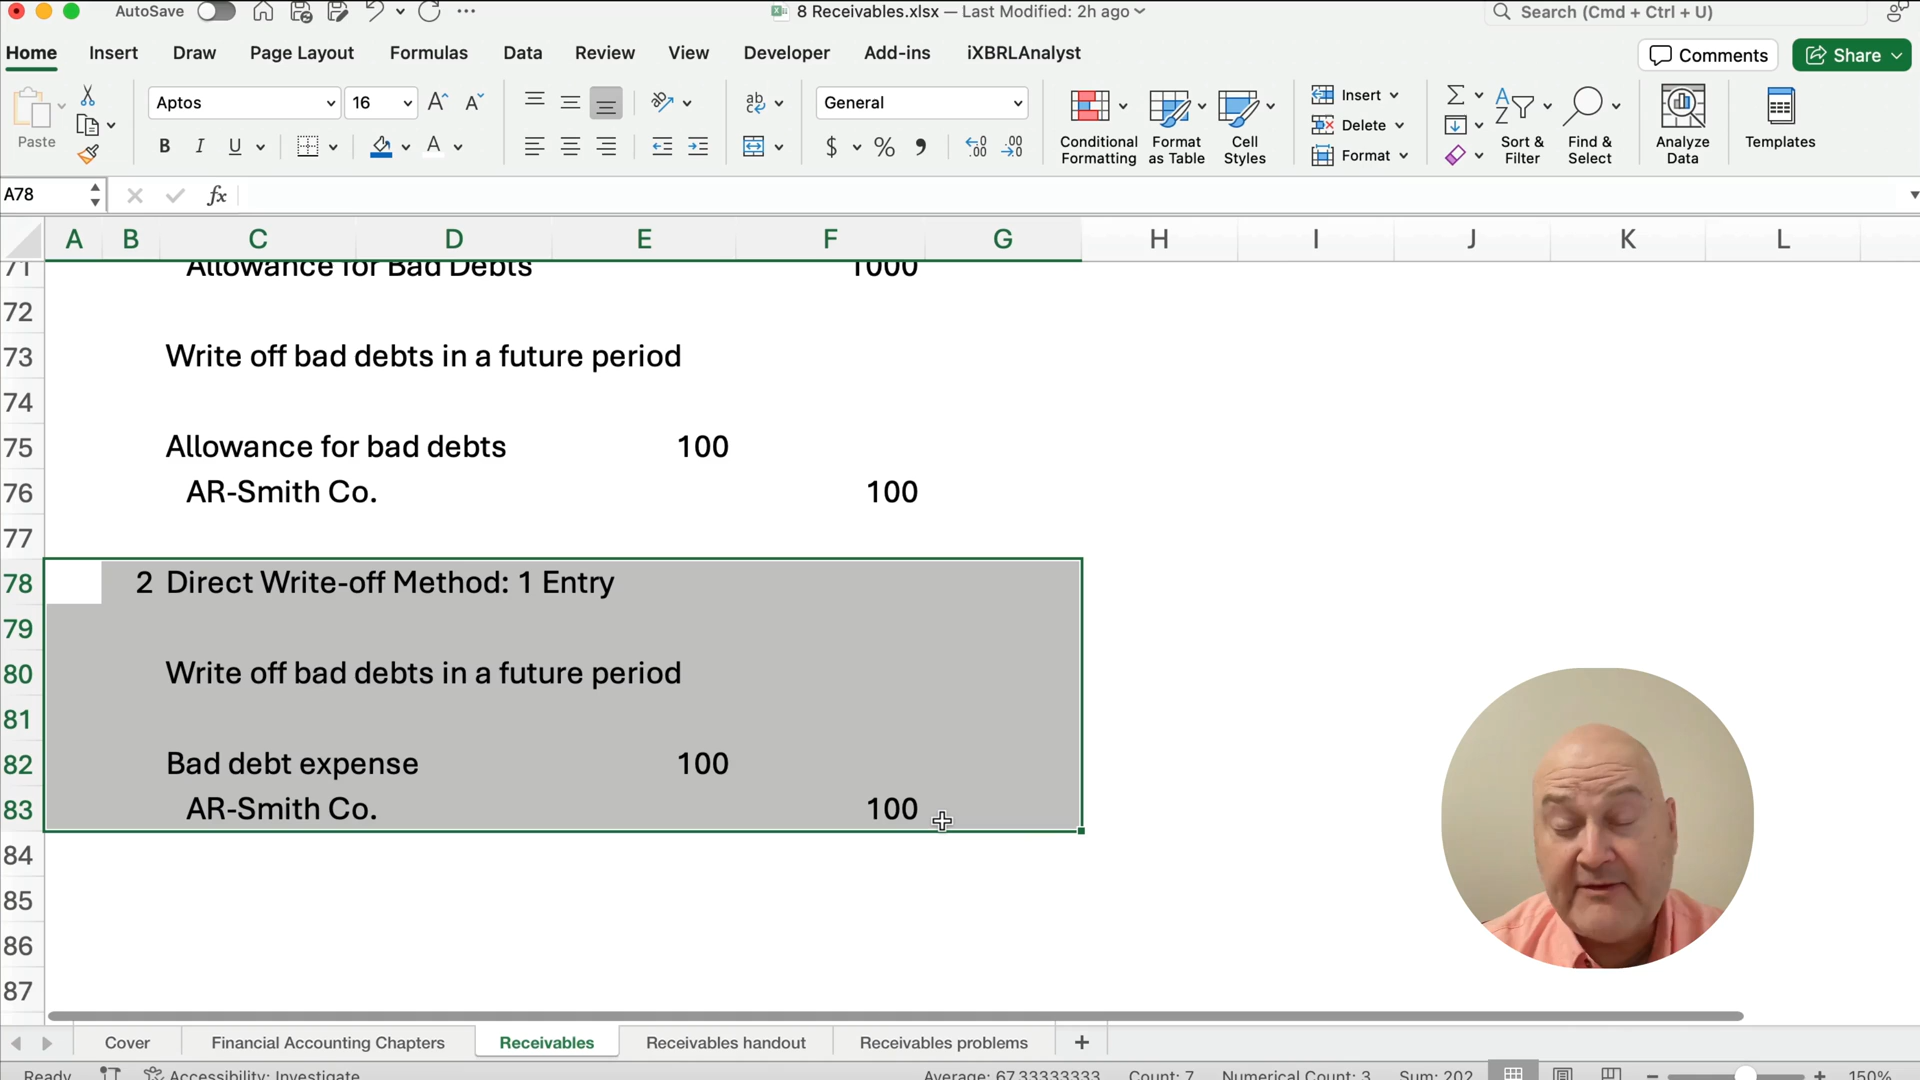 AutoSave
8 Receivables.xlsx — Last Modified: 2h ago
Search (Cmd + Ctrl + U)
Home Insert Draw Page Layout Formulas Data Review View Developer Add-ins iXBRLAnalyst
Comments Share
Paste
Aptos 16
General
B I U
$ %
Conditional Formatting
Format as Table
Cell Styles
Insert
Delete
Format
Sort & Filter
Find & Select
Analyze Data
Templates
A78 fx
A B C D E F G H I J K L
71 Allowance for Bad Debts 1000
72
73 Write off bad debts in a future period
74
75 Allowance for bad debts 100
76 AR-Smith Co. 100
77
78 2 Direct Write-off Method: 1 Entry
79
80 Write off bad debts in a future period
81
82 Bad debt expense 100
83 AR-Smith Co. 100
84
85
86
87
Cover Financial Accounting Chapters Receivables Receivables handout Receivables problems +
Ready Accessibility: Investigate Average: 67.33333333 Count: 7 Numerical Count: 3 Sum: 202 150%